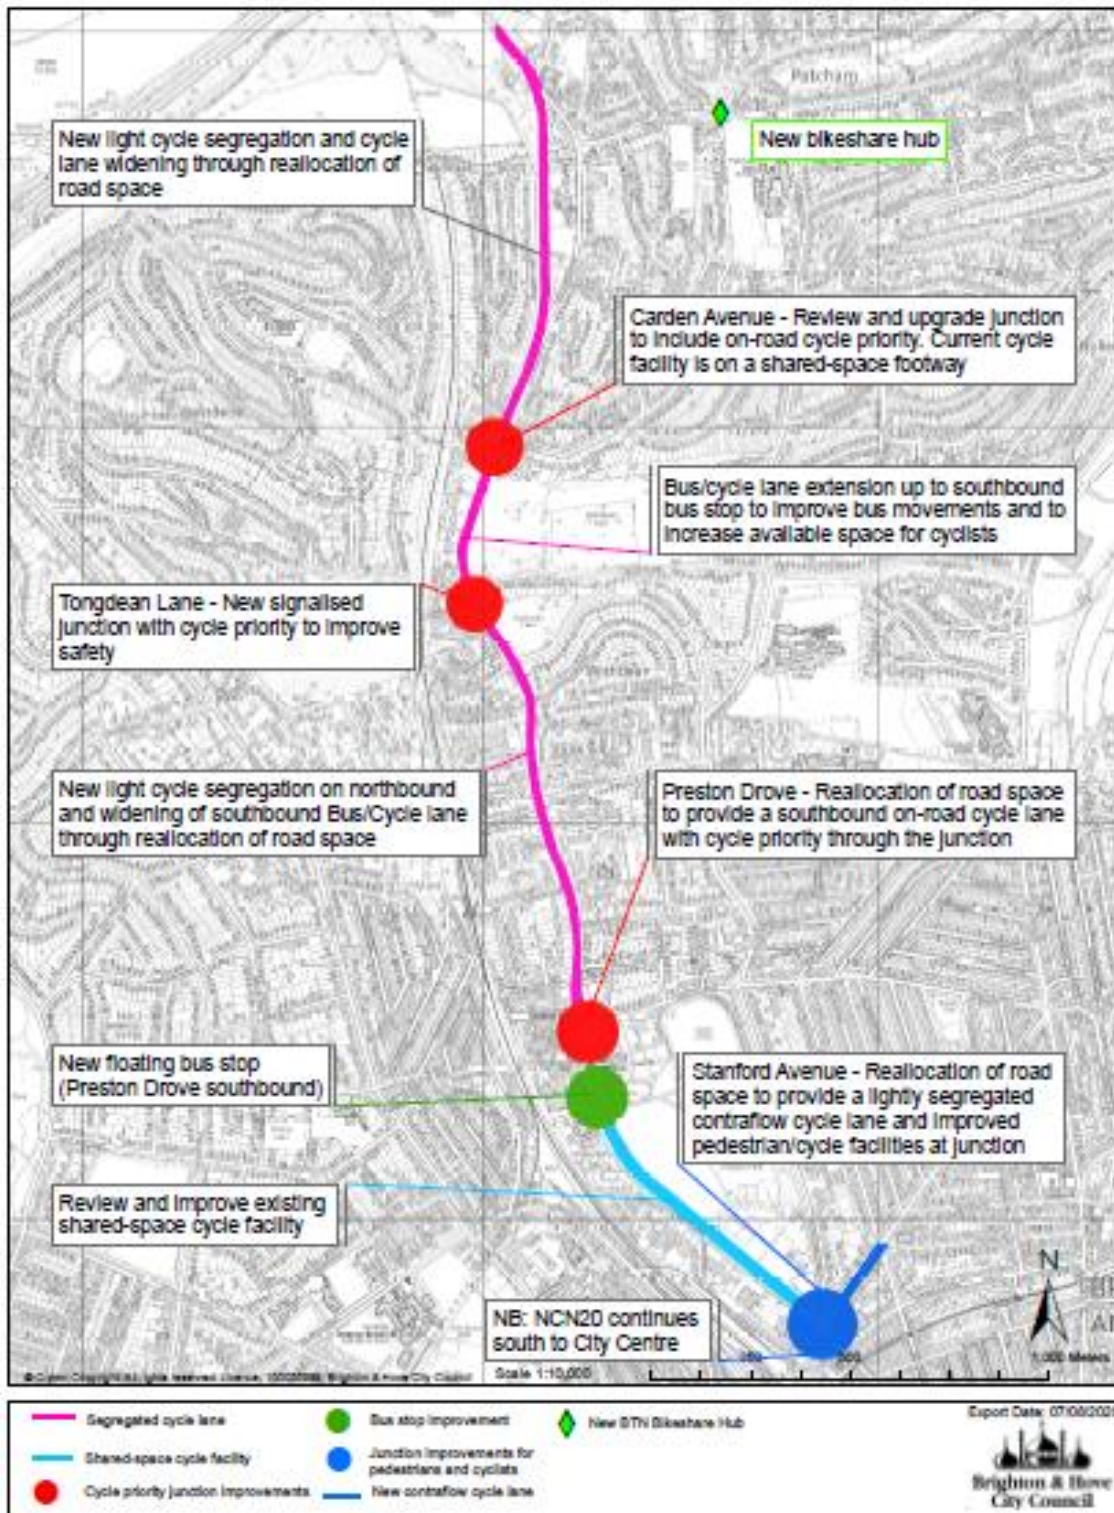 Patcham
New light cycle segregation and cycle
lane widening through reallocation of
road space
New bikeshare hub
Carden Avenue - Review and upgrade junction
to include on-road cycle priority. Current cycle
facility is on a shared-space footway
Bus/cycle lane extension up to southbound
bus stop to improve bus movements and to
increase available space for cyclists
Tongdean Lane - New signalised
junction with cycle priority to improve
safety
New light cycle segregation on northbound
and widening of southbound Bus/Cycle lane
through reallocation of road space
Preston Drove - Reallocation of road space
to provide a southbound on-road cycle lane
with cycle priority through the junction
New floating bus stop
(Preston Drove southbound)
Stanford Avenue - Reallocation of road
space to provide a lightly segregated
contraflow cycle lane and improved
pedestrian/cycle facilities at junction
Review and improve existing
shared-space cycle facility
N
NB: NCN20 continues
south to City Centre
Scale 1:10,000
1,000 Meters
Segregated cycle lane
Shared-space cycle facility
Cycle priority junction improvements
Bus stop improvement
Junction improvements for
pedestrians and cyclists
New contraflow cycle lane
New BTN Bikeshare Hub
Export Date:
Brighton & Hove
City Council